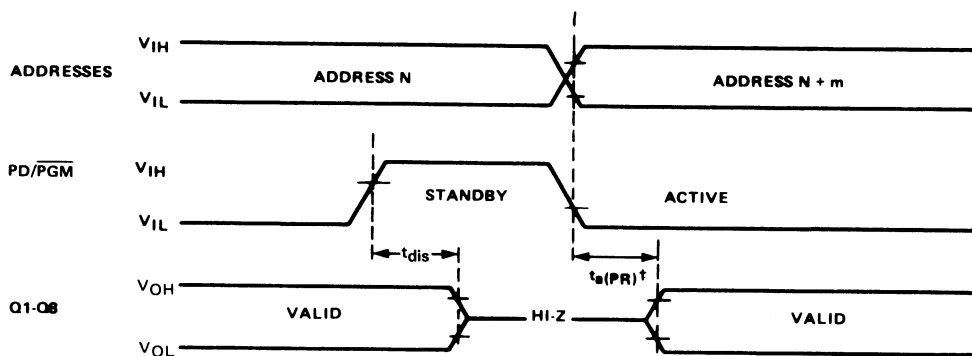 VIH
ADDRESSES
ADDRESS N
ADDRESS N + m
VIL
PD/PGM
VIH
STANDBY
ACTIVE
VIL
tdis
ta(PR)†
VOH
Q1-Q8
VALID
HI-Z
VALID
VOL